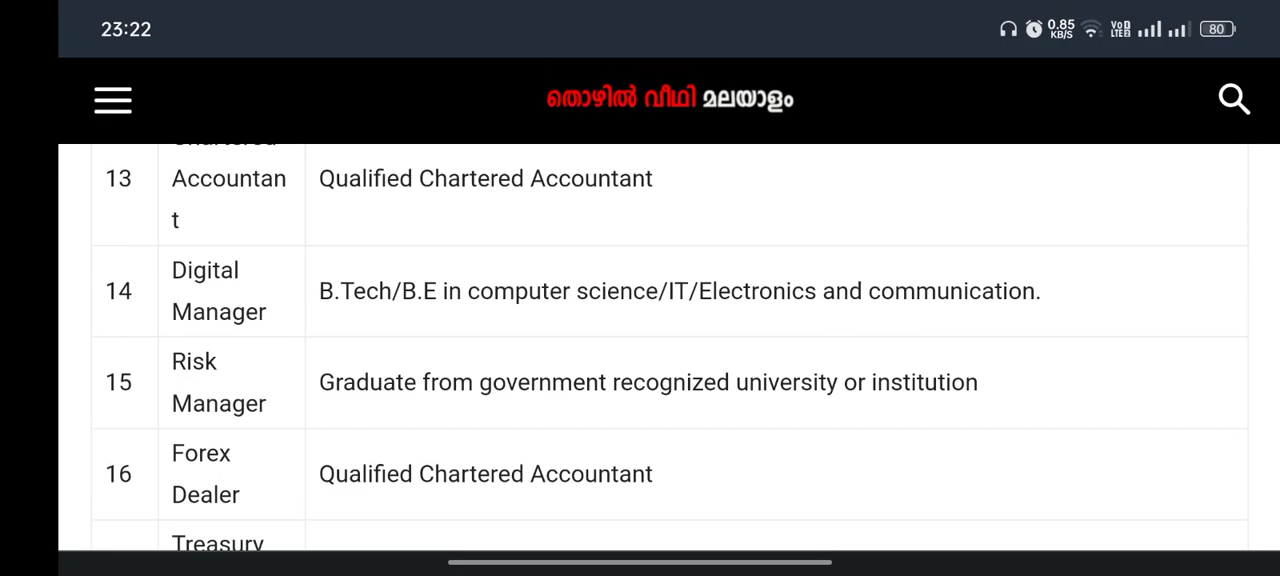 23:22
0.85
KB/S
VoD
LTE
80
തൊഴിൽ വീഥി മലയാളം
13
Accountan
t
Qualified Chartered Accountant
14
Digital
Manager
B.Tech/B.E in computer science/IT/Electronics and communication.
15
Risk
Manager
Graduate from government recognized university or institution
16
Forex
Dealer
Qualified Chartered Accountant
Treasury